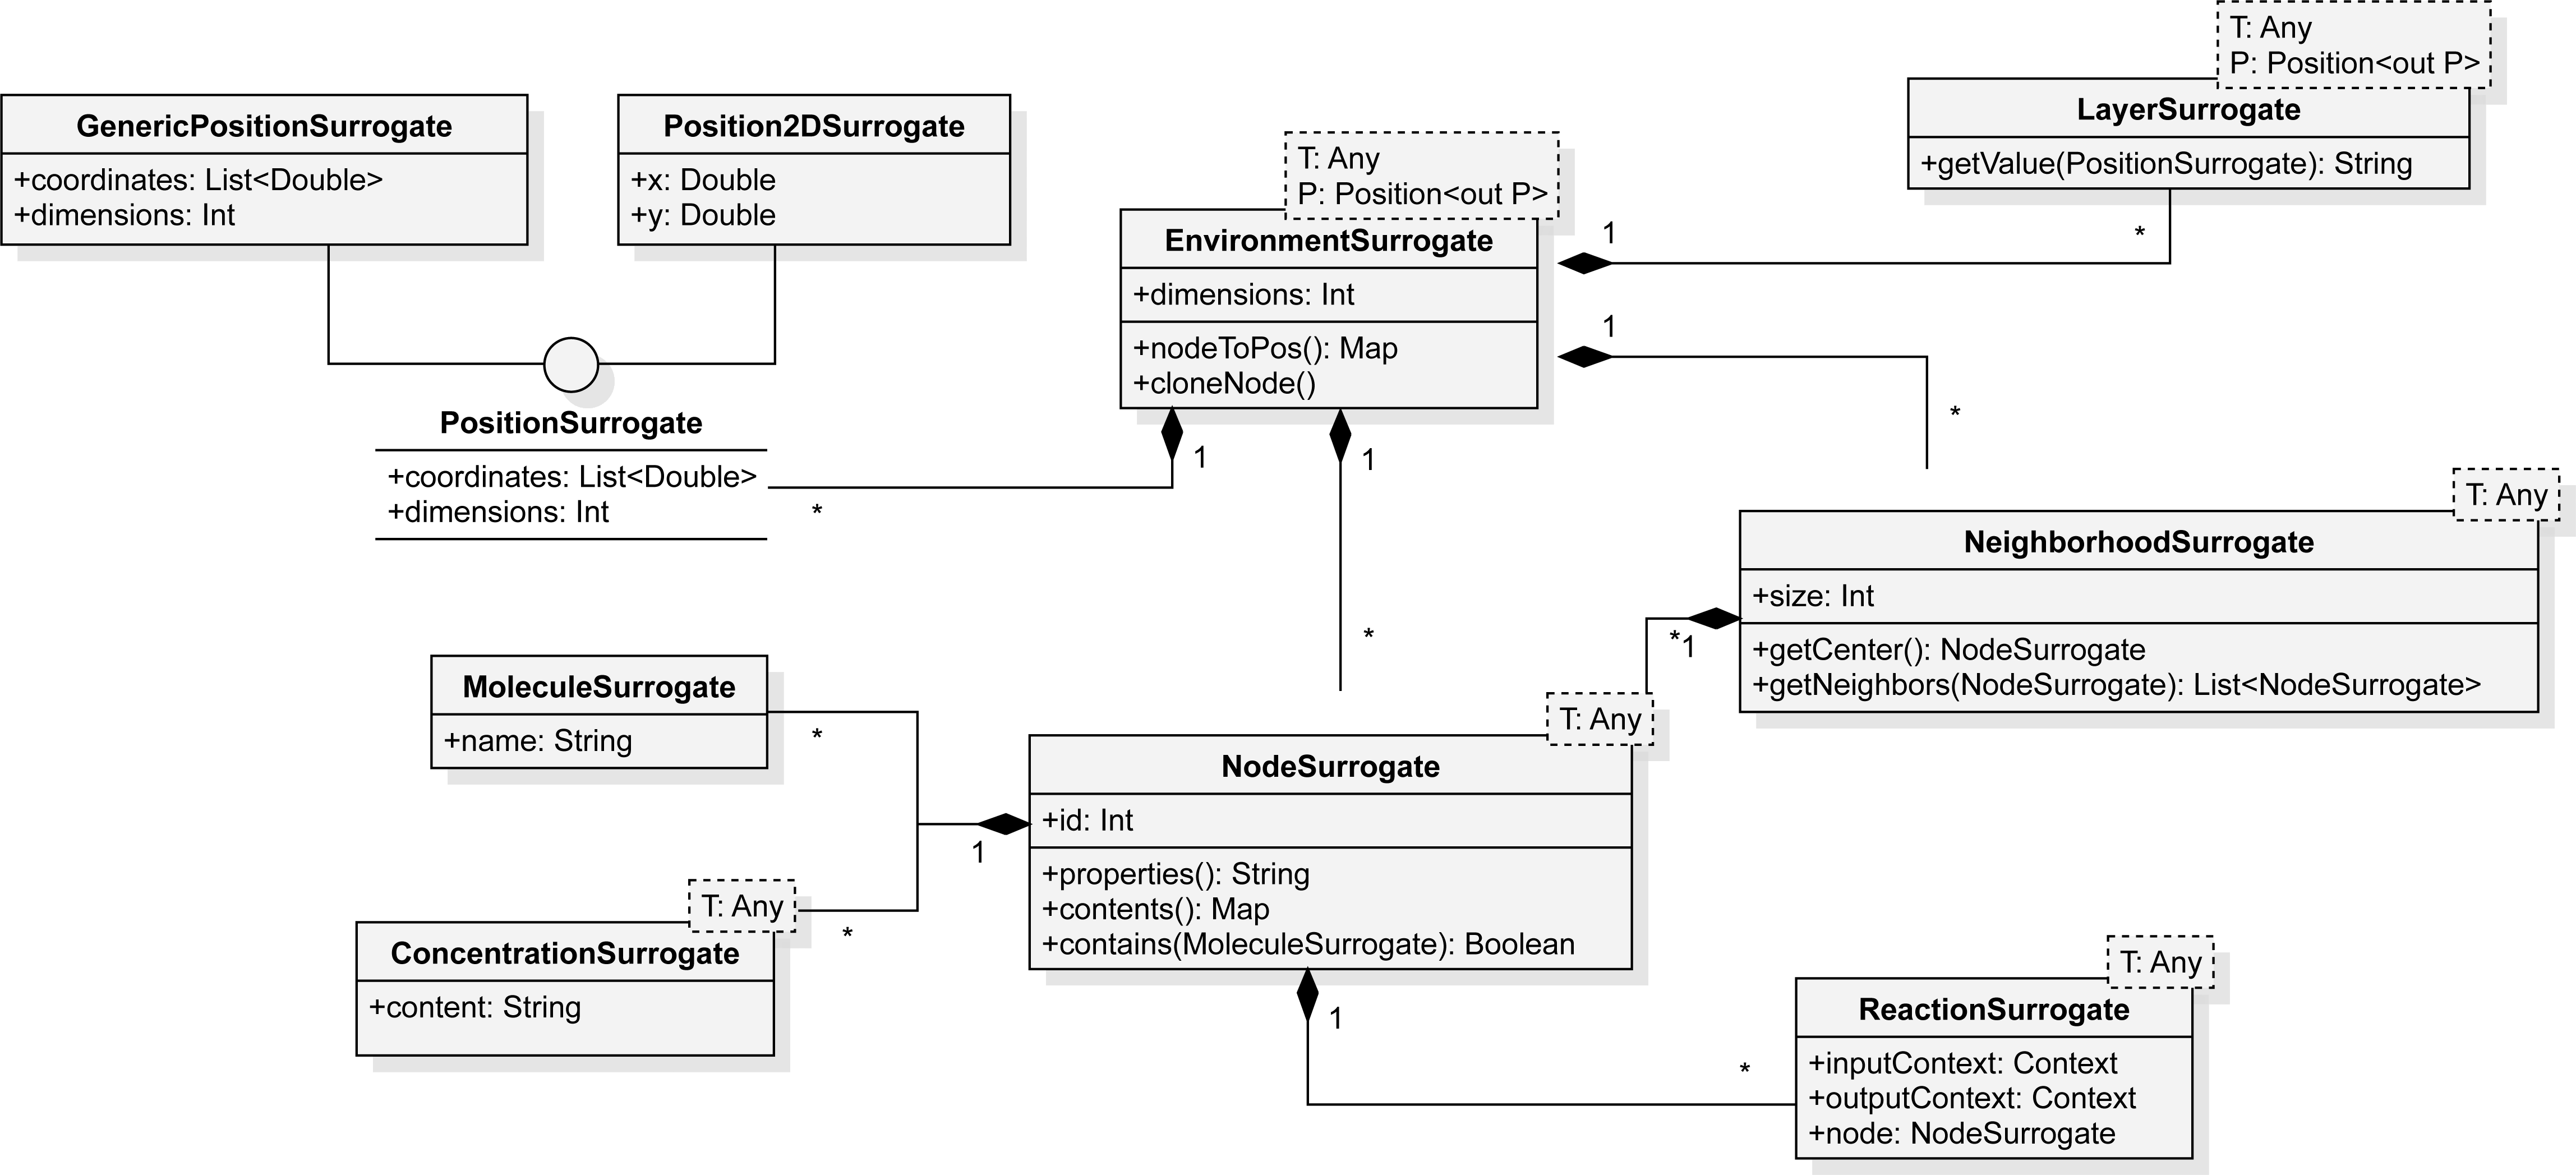 GenericPositionSurrogate
+coordinates: List<Double>
+dimensions: Int
Position2DSurrogate
+x: Double
+y: Double
PositionSurrogate
+coordinates: List<Double>
+dimensions: Int
*
T: Any
P: Position<out P>
EnvironmentSurrogate
+dimensions: Int
+nodeToPos(): Map
+cloneNode()
1
1
1
1
T: Any
P: Position<out P>
LayerSurrogate
+getValue(PositionSurrogate): String
*
*
*
T: Any
NeighborhoodSurrogate
+size: Int
+getCenter(): NodeSurrogate
+getNeighbors(NodeSurrogate): List<NodeSurrogate>
*
1
MoleculeSurrogate
+name: String
*
T: Any
NodeSurrogate
+id: Int
+properties(): String
+contents(): Map
+contains(MoleculeSurrogate): Boolean
1
T: Any
ConcentrationSurrogate
+content: String
*
1
*
T: Any
ReactionSurrogate
+inputContext: Context
+outputContext: Context
+node: NodeSurrogate